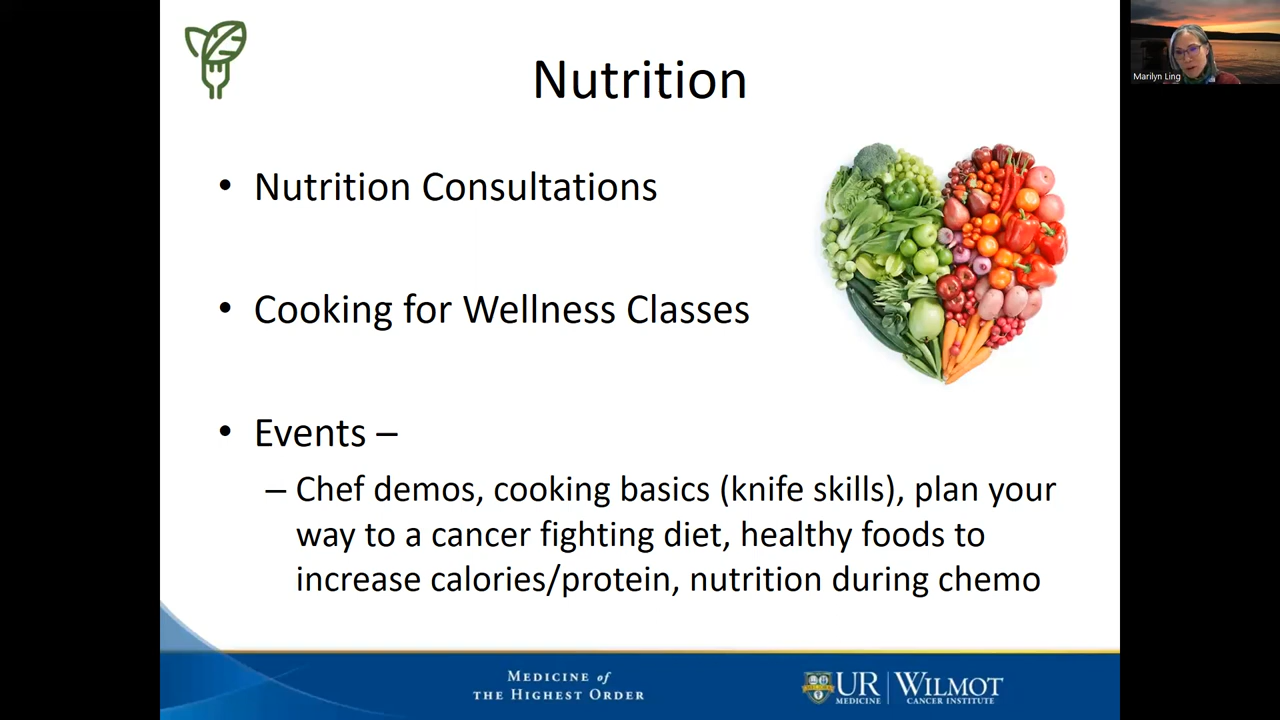 Nutrition
Marilyn Ling
• Nutrition Consultations
• Cooking for Wellness Classes
• Events –
– Chef demos, cooking basics (knife skills), plan your
way to a cancer fighting diet, healthy foods to
increase calories/protein, nutrition during chemo
MEDICINE of
THE HIGHEST ORDER
UR
MEDICINE
WILMOT
CANCER INSTITUTE